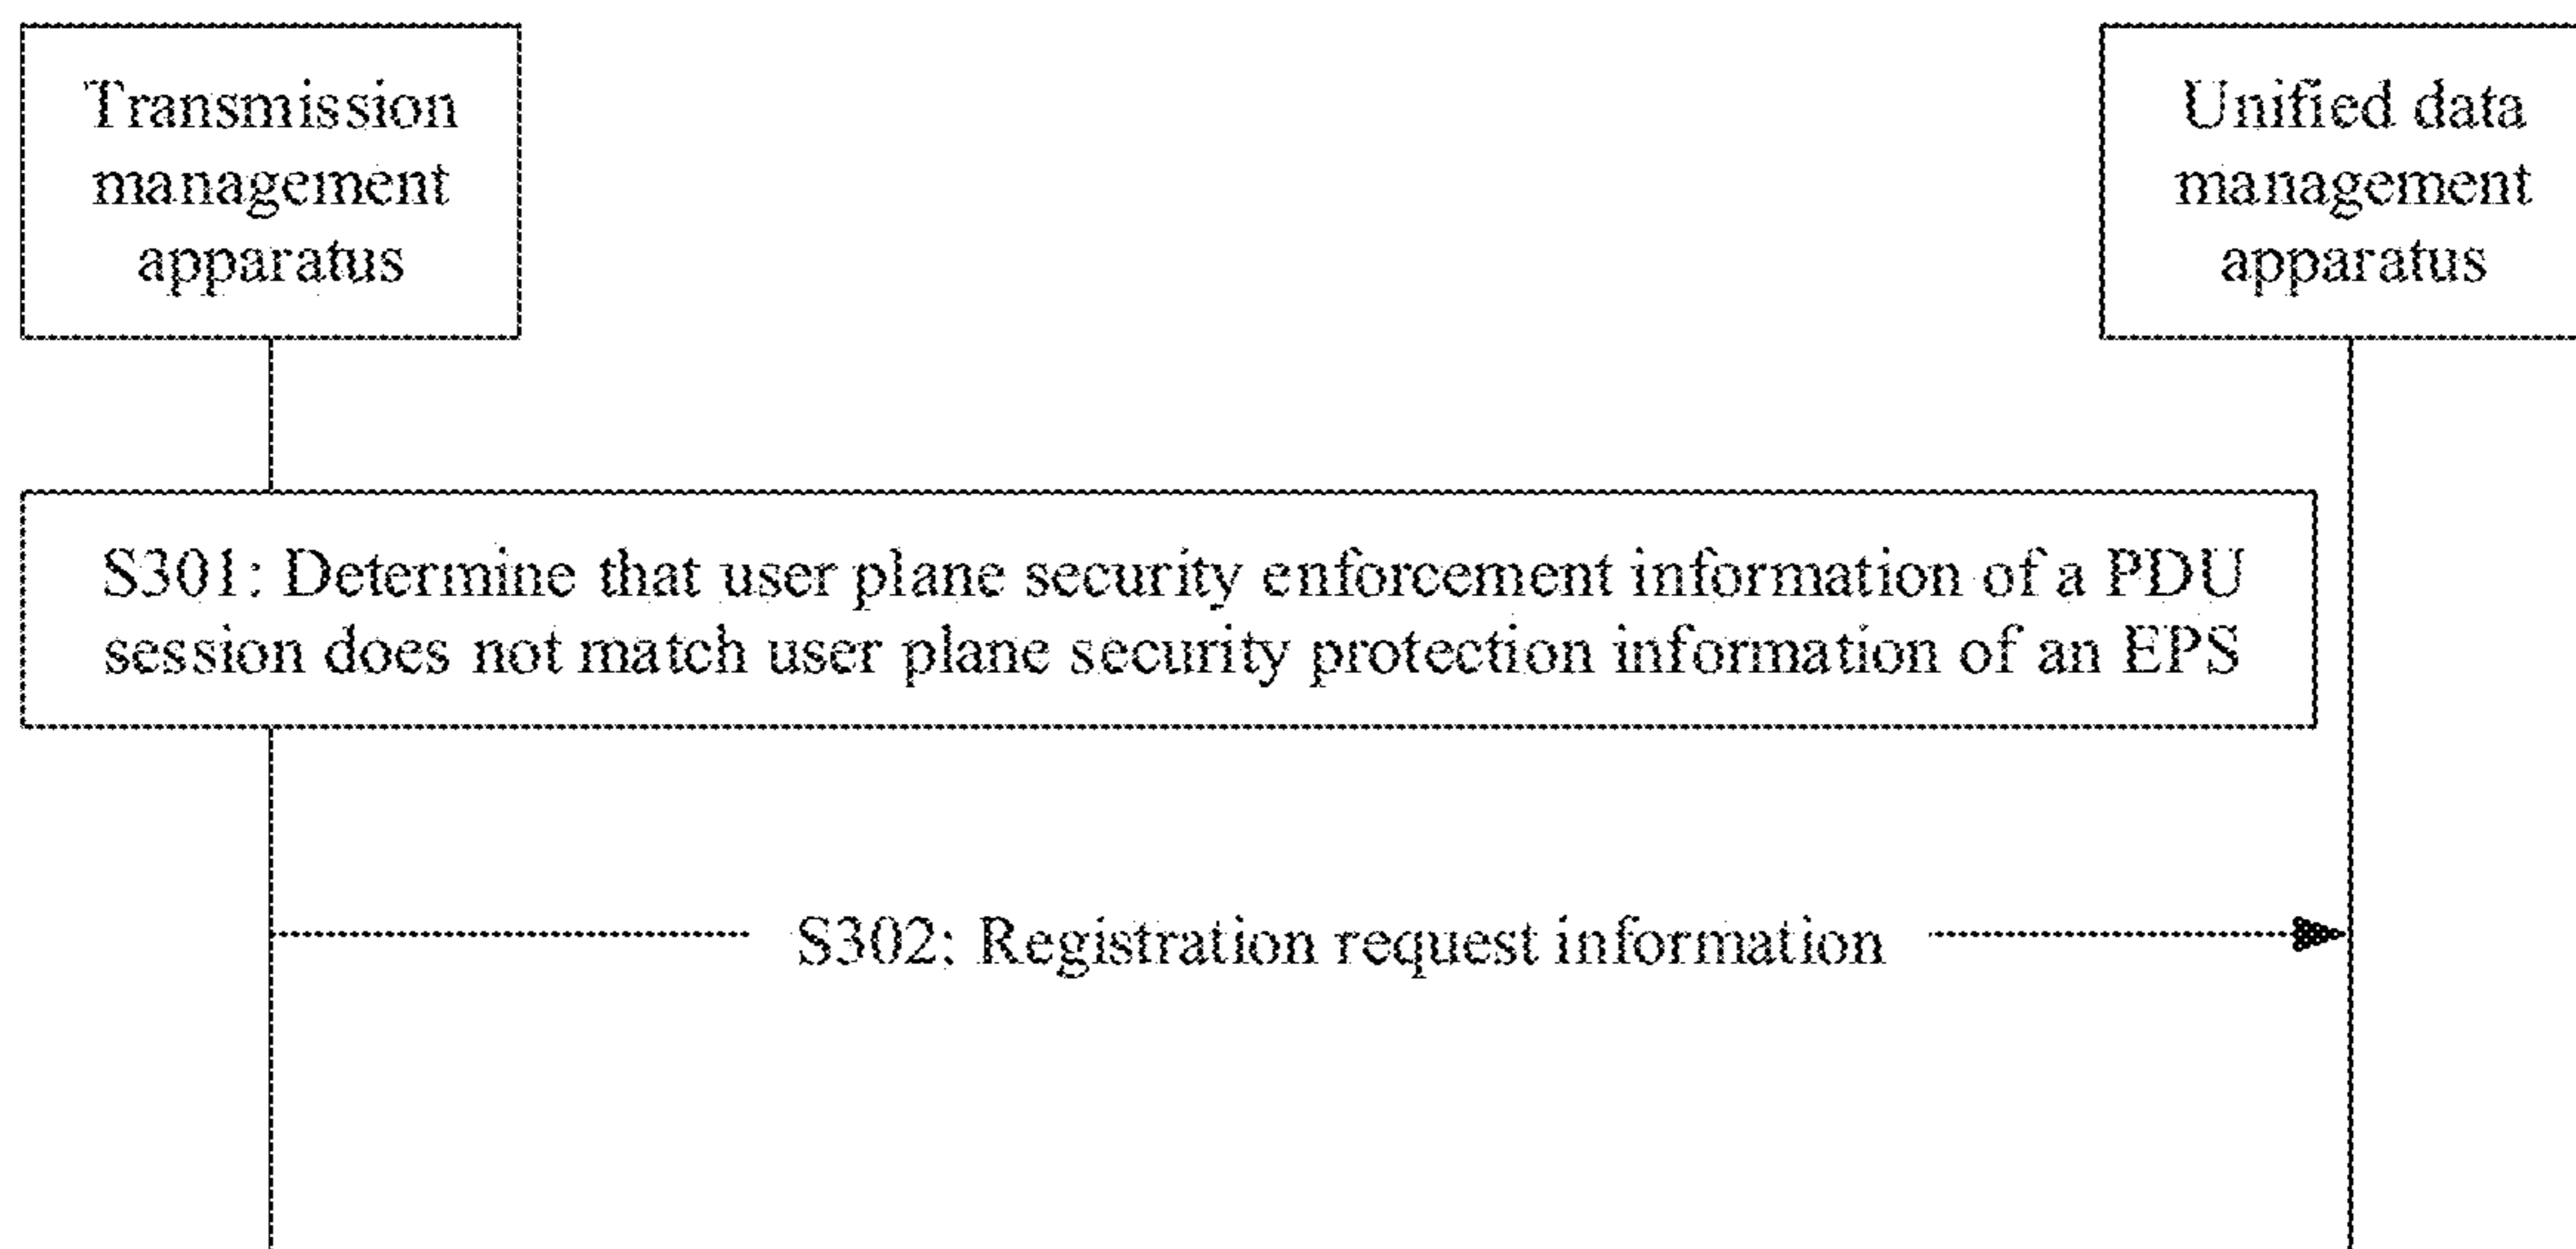 Transmission
management
apparatus
Unified data
management
apparatus
S301: Determine that user plane security enforcement information of a PDU
session does not match user plane security protection information of an EPS
S302: Registration request information